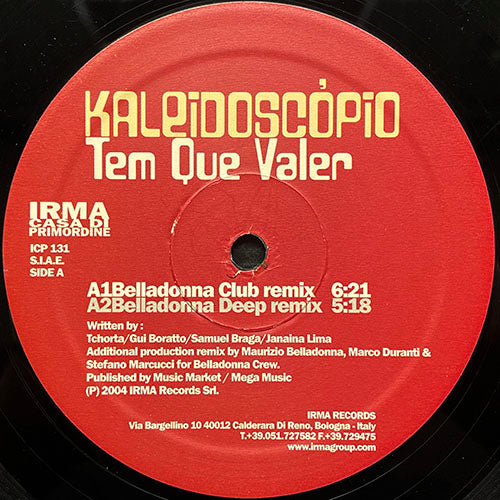 KALeiDOSCÓPiO
Tem Que Valer
IRMA
CASA DI
PRIMORDINE
ICP 131
S.I.A.E.
SIDE A
A1Belladonna Club remix 6:21
A2Belladonna Deep remix 5:18
Written by :
Tchorta/Gui Boratto/Samuel Braga/Janaina Lima
Additional production remix by Maurizio Belladonna, Marco Duranti &
Stefano Marcucci for Belladonna Crew.
Published by Music Market / Mega Music
(P) 2004 IRMA Records Srl.
IRMA RECORDS
Via Bargellino 10 40012 Calderara Di Reno, Bologna - Italy
T.+39.051.727582 F.+39.729475
www.irmagroup.com